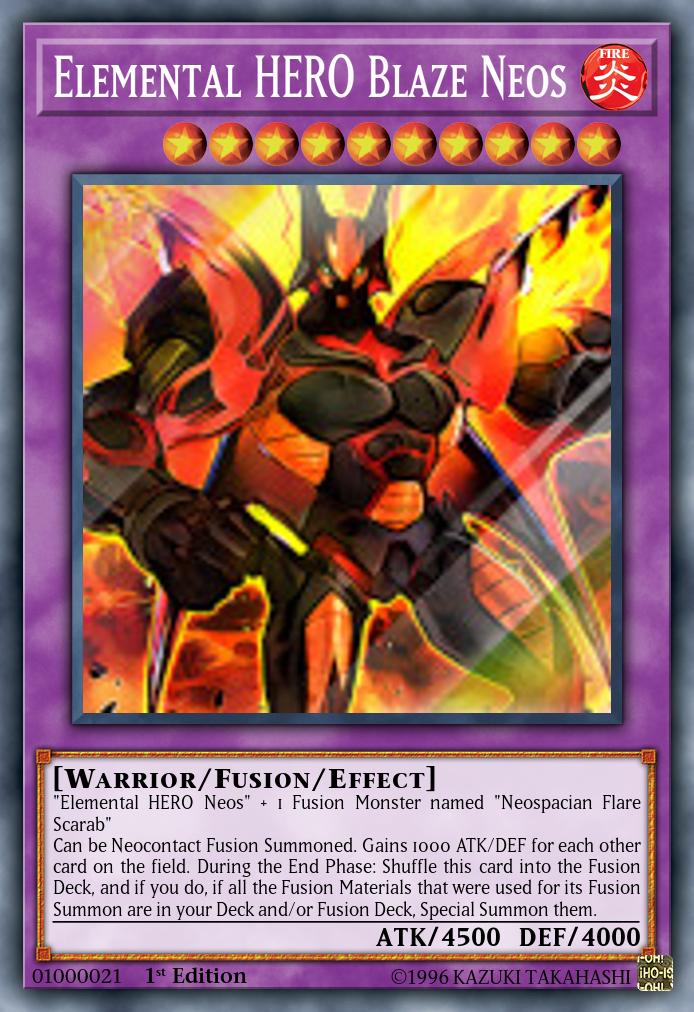 Elemental HERO Blaze Neos
FIRE
炎
[Warrior/Fusion/Effect]
"Elemental HERO Neos" + 1 Fusion Monster named "Neospacian Flare
Scarab"
Can be Neocontact Fusion Summoned. Gains 1000 ATK/DEF for each other
card on the field. During the End Phase: Shuffle this card into the Fusion
Deck, and if you do, if all the Fusion Materials that were used for its Fusion
Summon are in your Deck and/or Fusion Deck, Special Summon them.
ATK/4500 DEF/4000
01000021 1st Edition ©1996 KAZUKI TAKAHASHI